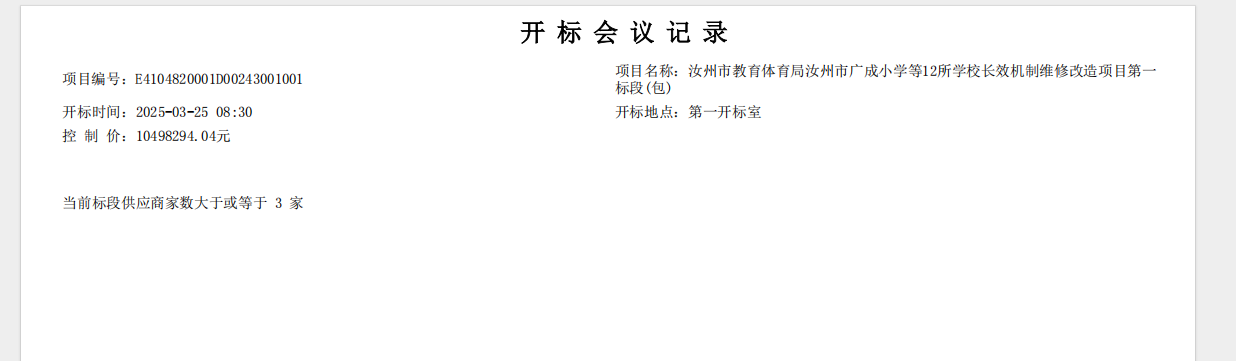 开标会议记录
项目编号：E4104820001D00243001001
项目名称：汝州市教育体育局汝州市广成小学等12所学校长效机制维修改造项目第一
标段(包)
开标时间：2025-03-25 08:30
开标地点：第一开标室
控 制 价：10498294.04元
当前标段供应商家数大于或等于 3 家